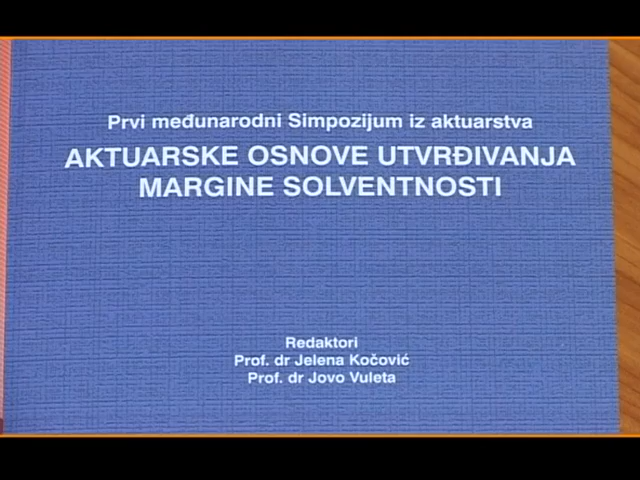 Prvi međunarodni Simpozijum iz aktuarstva
AKTUARSKE OSNOVE UTVRĐIVANJA
MARGINE SOLVENTNOSTI
Redaktori
Prof. dr Jelena Kočović
Prof. dr Jovo Vuleta